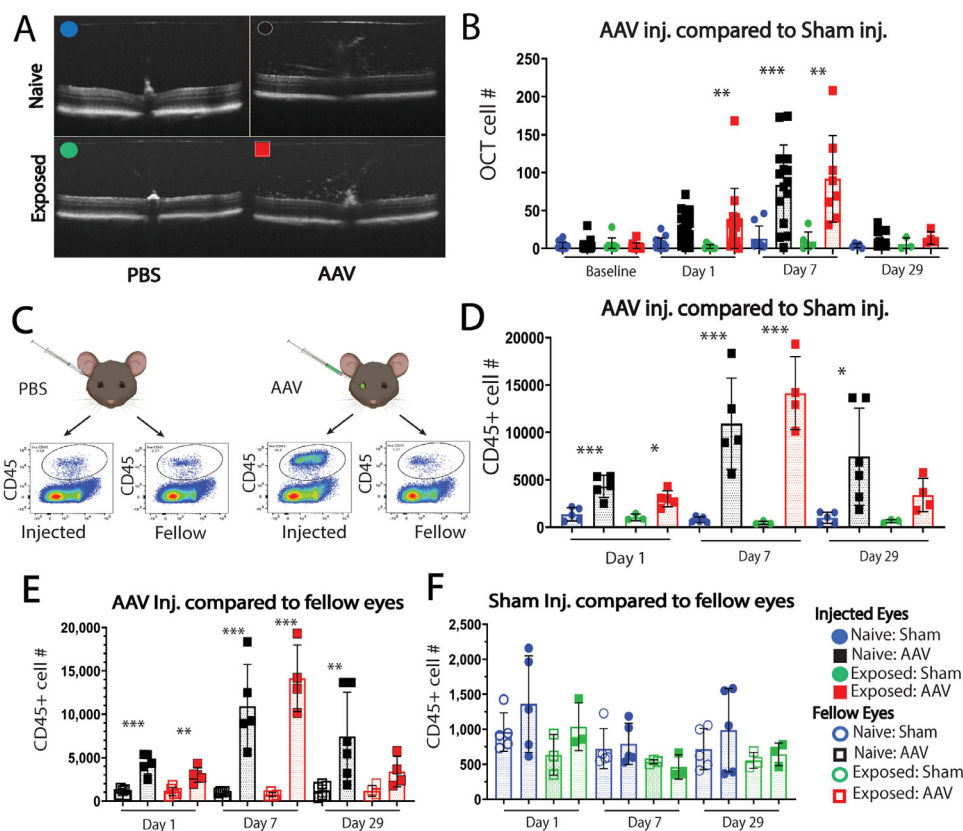 A
Naive
Exposed
PBS
AAV
B
AAV inj. compared to Sham inj.
OCT cell #
250
200
150
100
50
0
**
***
**
Baseline
Day 1
Day 7
Day 29
C
PBS
AAV
CD45
CD45
Injected
Fellow
Injected
Fellow
D
AAV inj. compared to Sham inj.
CD45+ cell #
20000
15000
10000
5000
0
***
*
***
***
*
Day 1
Day 7
Day 29
E
AAV Inj. compared to fellow eyes
CD45+ cell #
20,000
15,000
10,000
5,000
0
***
**
***
***
**
Day 1
Day 7
Day 29
F
Sham Inj. compared to fellow eyes
CD45+ cell #
2,500
2,000
1,500
1,000
500
0
Day 1
Day 7
Day 29
Injected Eyes
Naive: Sham
Naive: AAV
Exposed: Sham
Exposed: AAV
Fellow Eyes
Naive: Sham
Naive: AAV
Exposed: Sham
Exposed: AAV